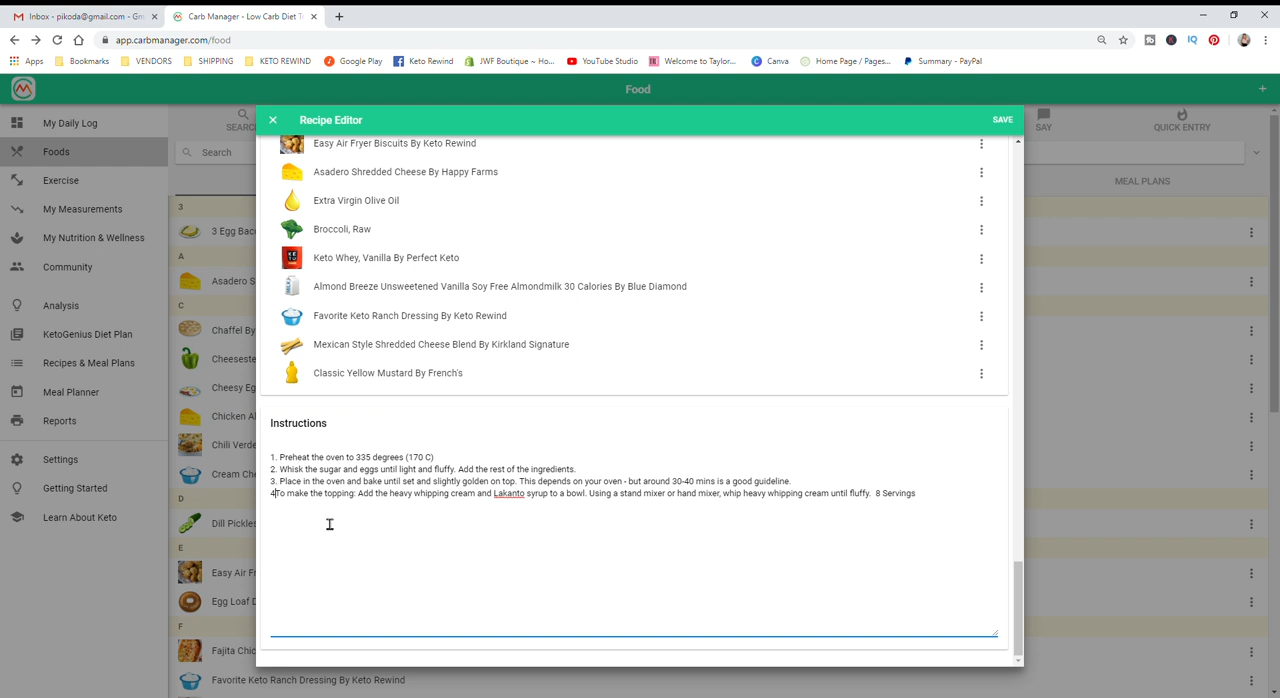 Inbox - pikoda@gmail.com - Gm
Carb Manager - Low Carb Diet Tr
app.carbmanager.com/food
Apps
Bookmarks
VENDORS
SHIPPING
KETO REWIND
Google Play
Keto Rewind
JWF Boutique ~ Ho...
YouTube Studio
Welcome to Taylor...
Canva
Home Page / Pages...
Summary - PayPal
Food
My Daily Log
Foods
Exercise
My Measurements
My Nutrition & Wellness
Community
Analysis
KetoGenius Diet Plan
Recipes & Meal Plans
Meal Planner
Reports
Settings
Getting Started
Learn About Keto
SEARC
SAY
QUICK ENTRY
Search
MEAL PLANS
3
3 Egg Baco
A
Asadero S
C
Chaffel By
Cheesest
Cheesy Eg
Chicken Al
Chili Verde
Cream Che
D
Dill Pickles
E
Easy Air Fr
Egg Loaf D
F
Fajita Chic
Favorite Keto Ranch Dressing By Keto Rewind
Recipe Editor
SAVE
Easy Air Fryer Biscuits By Keto Rewind
Asadero Shredded Cheese By Happy Farms
Extra Virgin Olive Oil
Broccoli, Raw
Keto Whey, Vanilla By Perfect Keto
Almond Breeze Unsweetened Vanilla Soy Free Almondmilk 30 Calories By Blue Diamond
Favorite Keto Ranch Dressing By Keto Rewind
Mexican Style Shredded Cheese Blend By Kirkland Signature
Classic Yellow Mustard By French's
Instructions
1. Preheat the oven to 335 degrees (170 C)
2. Whisk the sugar and eggs until light and fluffy. Add the rest of the ingredients.
3. Place in the oven and bake until set and slightly golden on top. This depends on your oven - but around 30-40 mins is a good guideline.
4To make the topping: Add the heavy whipping cream and Lakanto syrup to a bowl. Using a stand mixer or hand mixer, whip heavy whipping cream until fluffy. 8 Servings